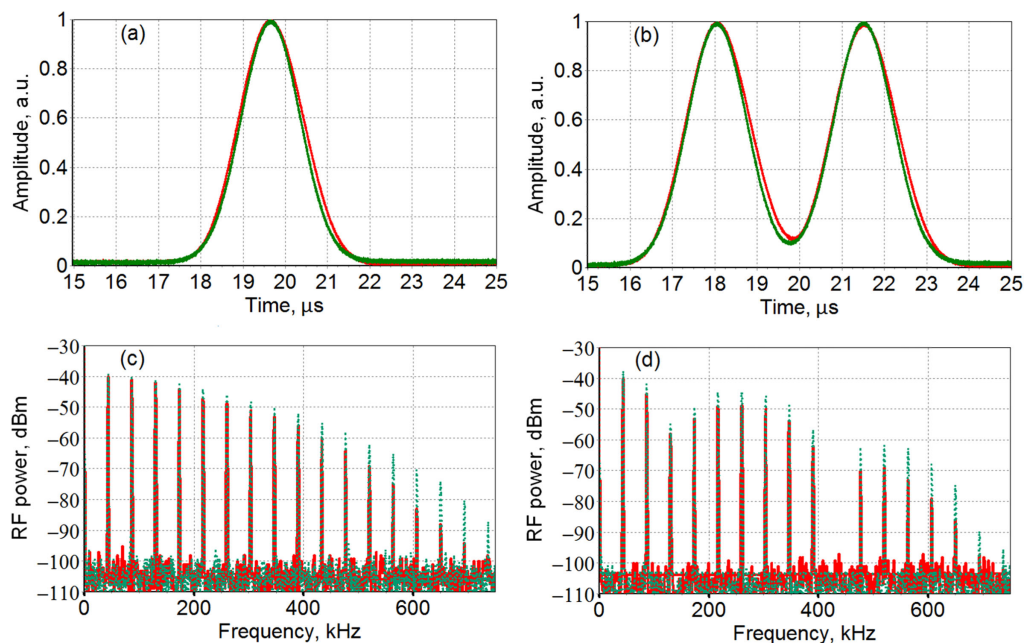 (a)
Amplitude, a.u.
1
0.8
0.6
0.4
0.2
0
15 16 17 18 19 20 21 22 23 24 25
Time, μs
(b)
Amplitude, a.u.
1
0.8
0.6
0.4
0.2
0
15 16 17 18 19 20 21 22 23 24 25
Time, μs
(c)
RF power, dBm
−30
−40
−50
−60
−70
−80
−90
−100
−110
0 200 400 600
Frequency, kHz
(d)
RF power, dBm
−30
−40
−50
−60
−70
−80
−90
−100
−110
0 200 400 600
Frequency, kHz